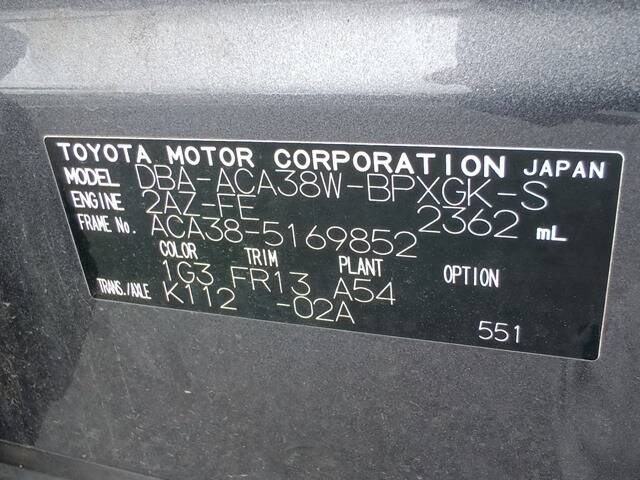 TOYOTA MOTOR CORPORATION JAPAN
MODEL DBA-ACA38W-BPXGK-S
ENGINE 2AZ-FE 2362 mL
FRAME No. ACA38-5169852
COLOR TRIM PLANT OPTION
1G3 FR13 A54
TRANS./AXLE K112 -02A
551